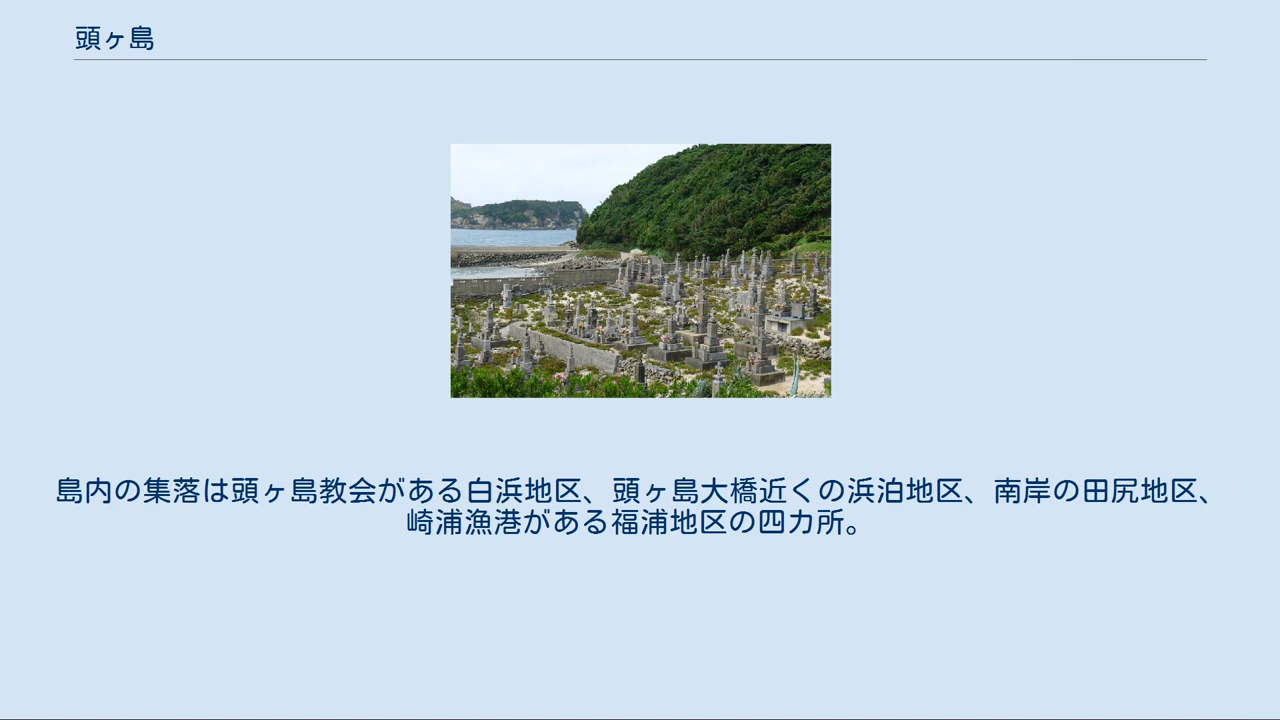 頭ヶ島
島内の集落は頭ヶ島教会がある白浜地区、頭ヶ島大橋近くの浜泊地区、南岸の田尻地区、
崎浦漁港がある福浦地区の四カ所。